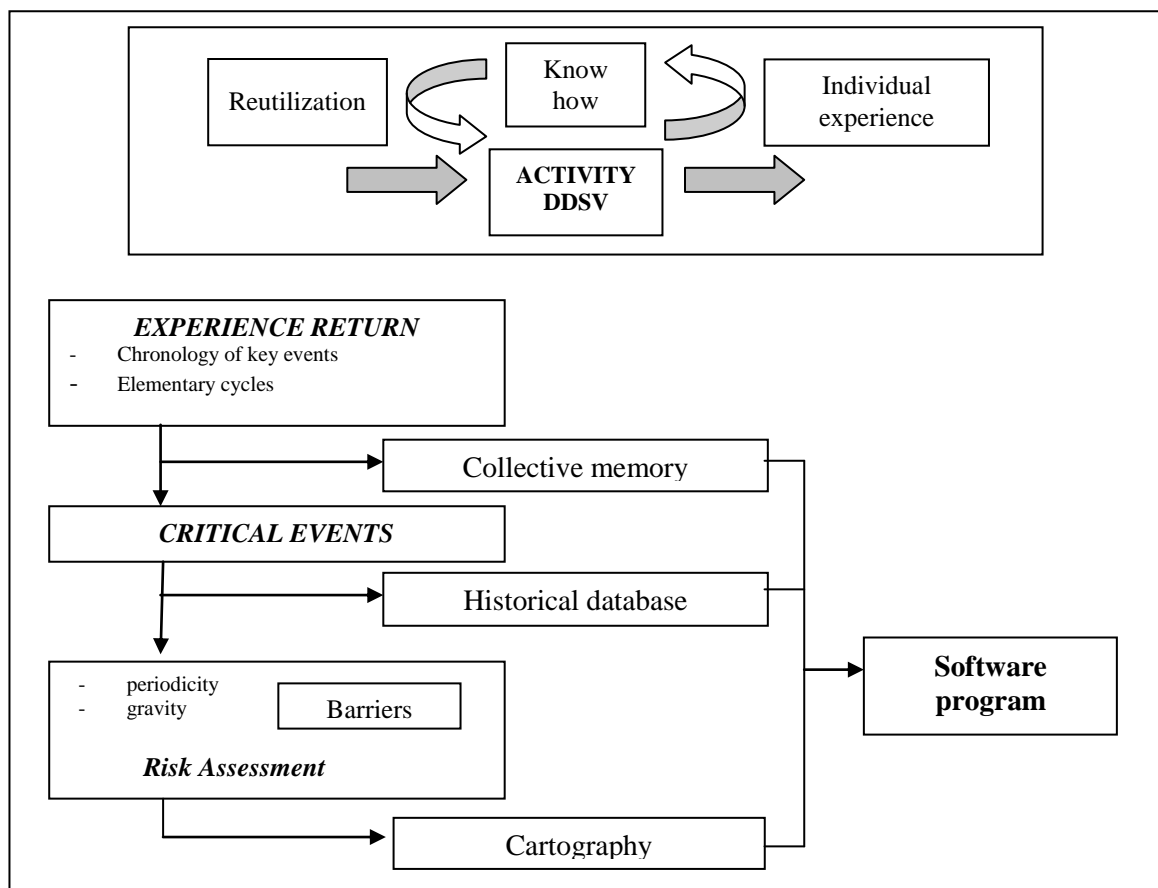 Reutilization
Know
how
Individual
experience
ACTIVITY
DDSV
EXPERIENCE RETURN
- Chronology of key events
- Elementary cycles
Collective memory
CRITICAL EVENTS
Historical database
- periodicity
- gravity
Barriers
Risk Assessment
Software
program
Cartography